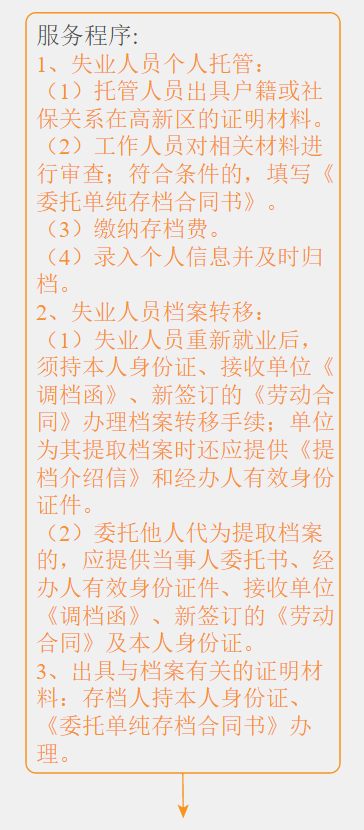 服务程序:
1、失业人员个人托管：
（1）托管人员出具户籍或社
保关系在高新区的证明材料。
（2）工作人员对相关材料进
行审查；符合条件的，填写《
委托单纯存档合同书》。
（3）缴纳存档费。
（4）录入个人信息并及时归
档。
2、失业人员档案转移：
（1）失业人员重新就业后，
须持本人身份证、接收单位《
调档函》、新签订的《劳动合
同》办理档案转移手续；单位
为其提取档案时还应提供《提
档介绍信》和经办人有效身份
证件。
（2）委托他人代为提取档案
的，应提供当事人委托书、经
办人有效身份证件、接收单位
《调档函》、新签订的《劳动
合同》及本人身份证。
3、出具与档案有关的证明材
料：存档人持本人身份证、
《委托单纯存档合同书》办
理。